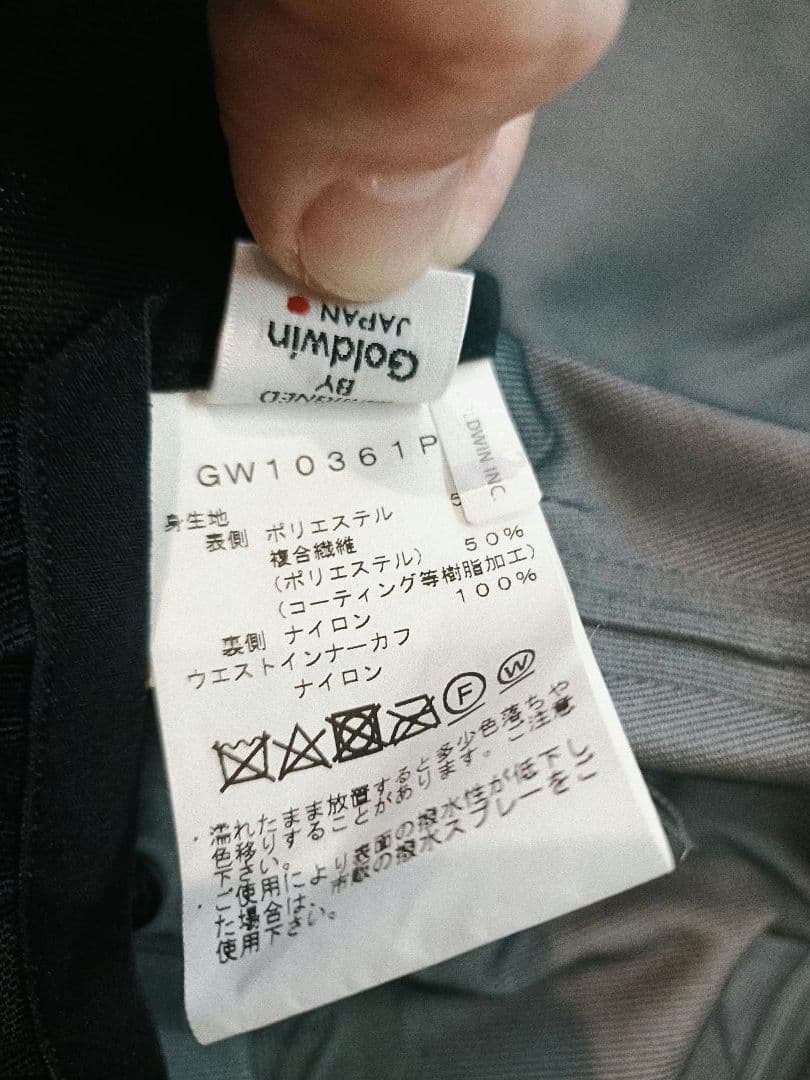 BY
Goldwin
JAPAN
GW10361P
DWIN INC
身生地
表側 ポリエステル 5
複合繊維
(ポリエステル) 50%
(コーティング等樹脂加工)
裏側 ナイロン 100%
ウエストインナーカフ
ナイロン
F W
・濡れたまま放置すると多少色落ちや
色移りすることがあります。ご注意
下さい。
・ご使用により表面の撥水性が低下し
た場合は、市販の撥水スプレーをご
使用下さい。